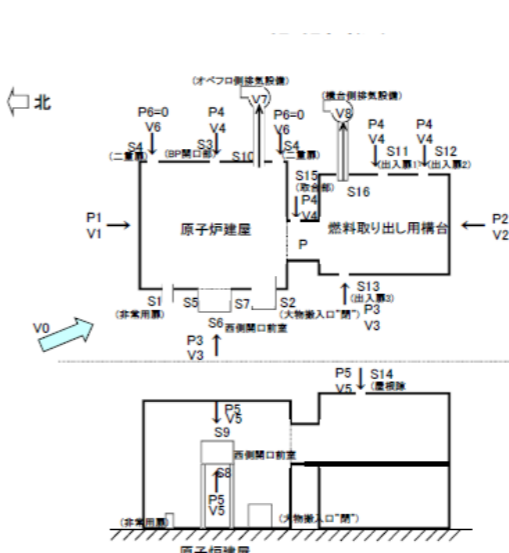 (オペフロ側排気設備)
V7
(構台側排気設備)
V8
北
P6=0
V6
P4
V4
P6=0
V6
P4
V4
P4
V4
S4
(二重扉)
S3
(BP開口部)
S10
S4
(二重扉)
S11
(出入扉1)
S12
(出入扉2)
S15
(取合部)
S16
P4
V4
P1
V1
原子炉建屋
燃料取り出し用構台
P
P2
V2
S1
(非常用扉)
S5
S7
S2
(大物搬入口"閉")
S6
西側開口前室
S13
(出入扉3)
P3
V3
V0
P3
V3
P5
V5
S14
(屋根除
P5
V5
S9
西側開口前室
S8
P5
V5
(非常用扉)
(大物搬入口"閉")
原子炉建屋